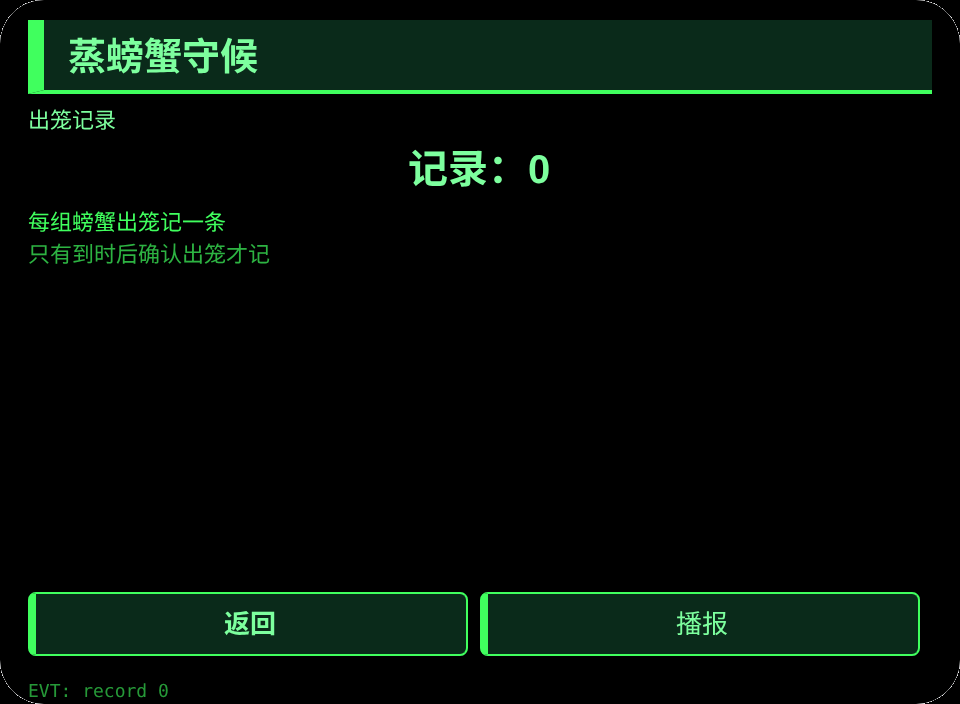 蒸螃蟹守候
出笼记录
记录：0
每组螃蟹出笼记一条
只有到时后确认出笼才记
返回
播报
EVT: record 0